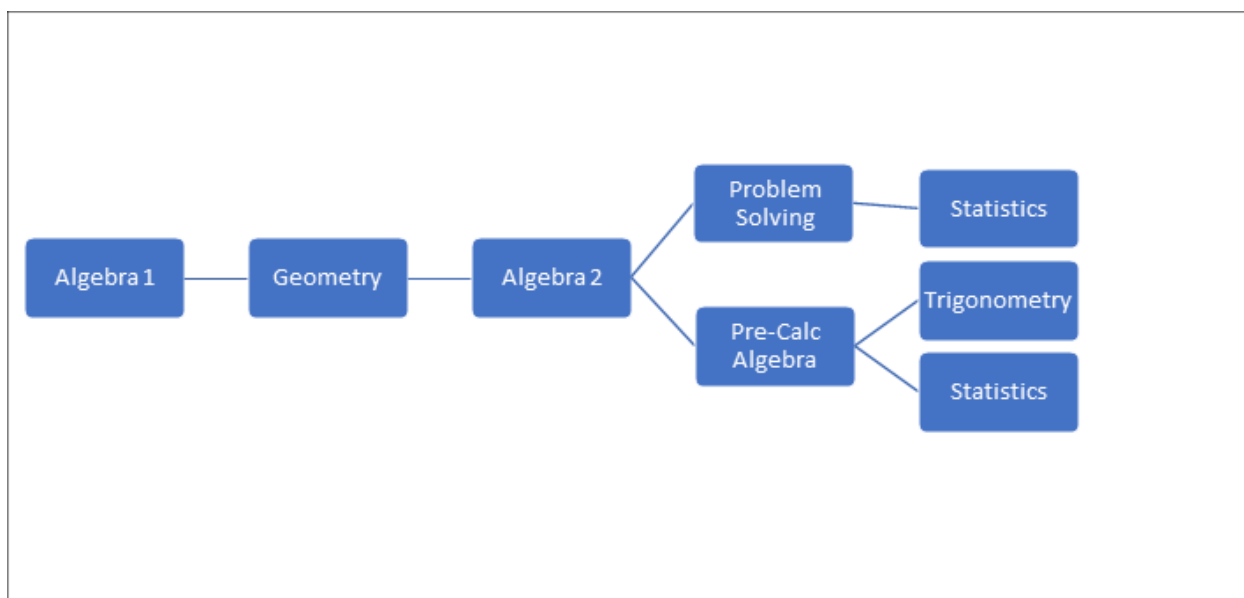 Algebra 1
Geometry
Algebra 2
Problem
Solving
Statistics
Pre-Calc
Algebra
Trigonometry
Statistics